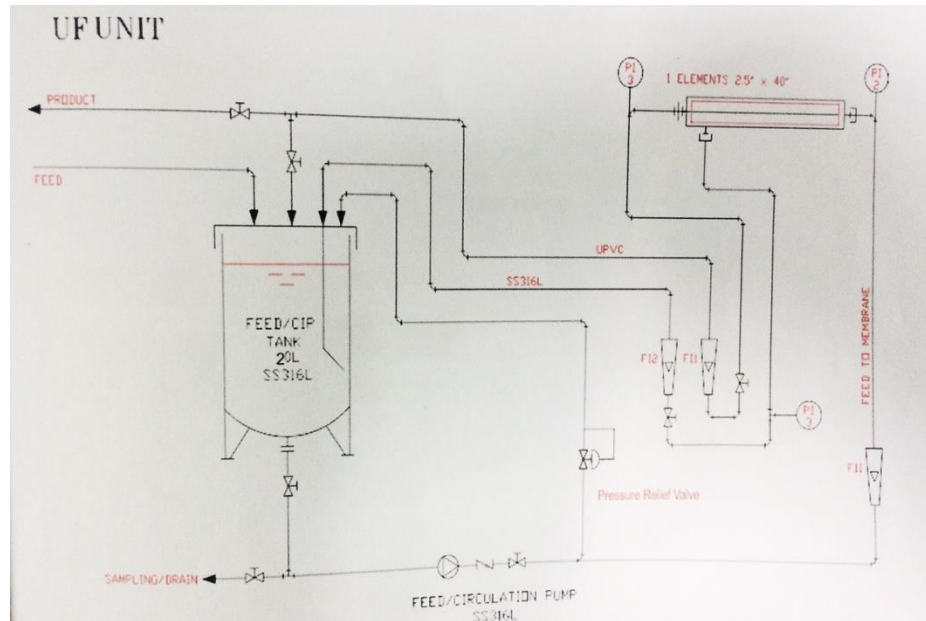 UF UNIT
PI
3
PI
2
1 ELEMENTS 2.5" x 40"
PRODUCT
FEED
UPVC
SS316L
FEED/CIP
TANK
20L
SS316L
FI2
FI1
FEED TO MEMBRANE
PI
3
FI1
Pressure Relief Valve
SAMPLING/DRAIN
FEED/CIRCULATION PUMP
SS316L